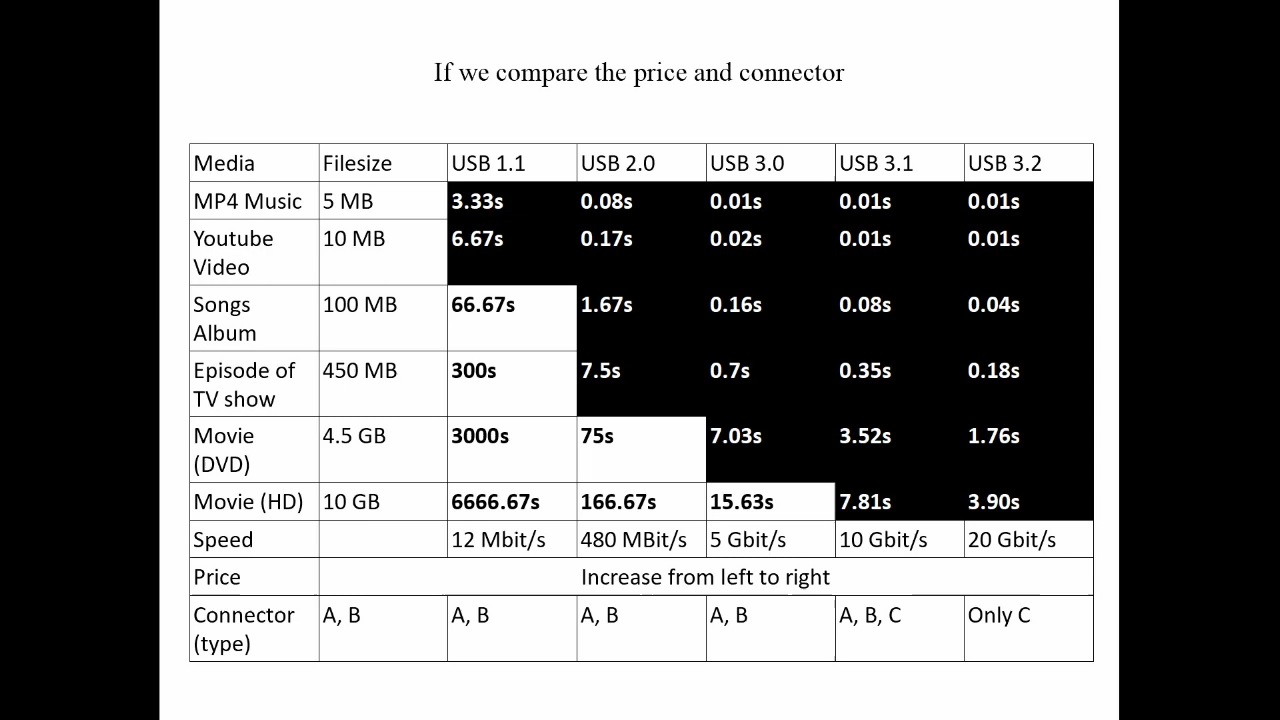 If we compare the price and connector
Media Filesize USB 1.1 USB 2.0 USB 3.0 USB 3.1 USB 3.2
MP4 Music 5 MB 3.33s 0.08s 0.01s 0.01s 0.01s
Youtube 10 MB 6.67s 0.17s 0.02s 0.01s 0.01s
Video
Songs 100 MB 66.67s 1.67s 0.16s 0.08s 0.04s
Album
Episode of 450 MB 300s 7.5s 0.7s 0.35s 0.18s
TV show
Movie 4.5 GB 3000s 75s 7.03s 3.52s 1.76s
(DVD)
Movie (HD) 10 GB 6666.67s 166.67s 15.63s 7.81s 3.90s
Speed 12 Mbit/s 480 MBit/s 5 Gbit/s 10 Gbit/s 20 Gbit/s
Price Increase from left to right
Connector A, B A, B A, B A, B A, B, C Only C
(type)